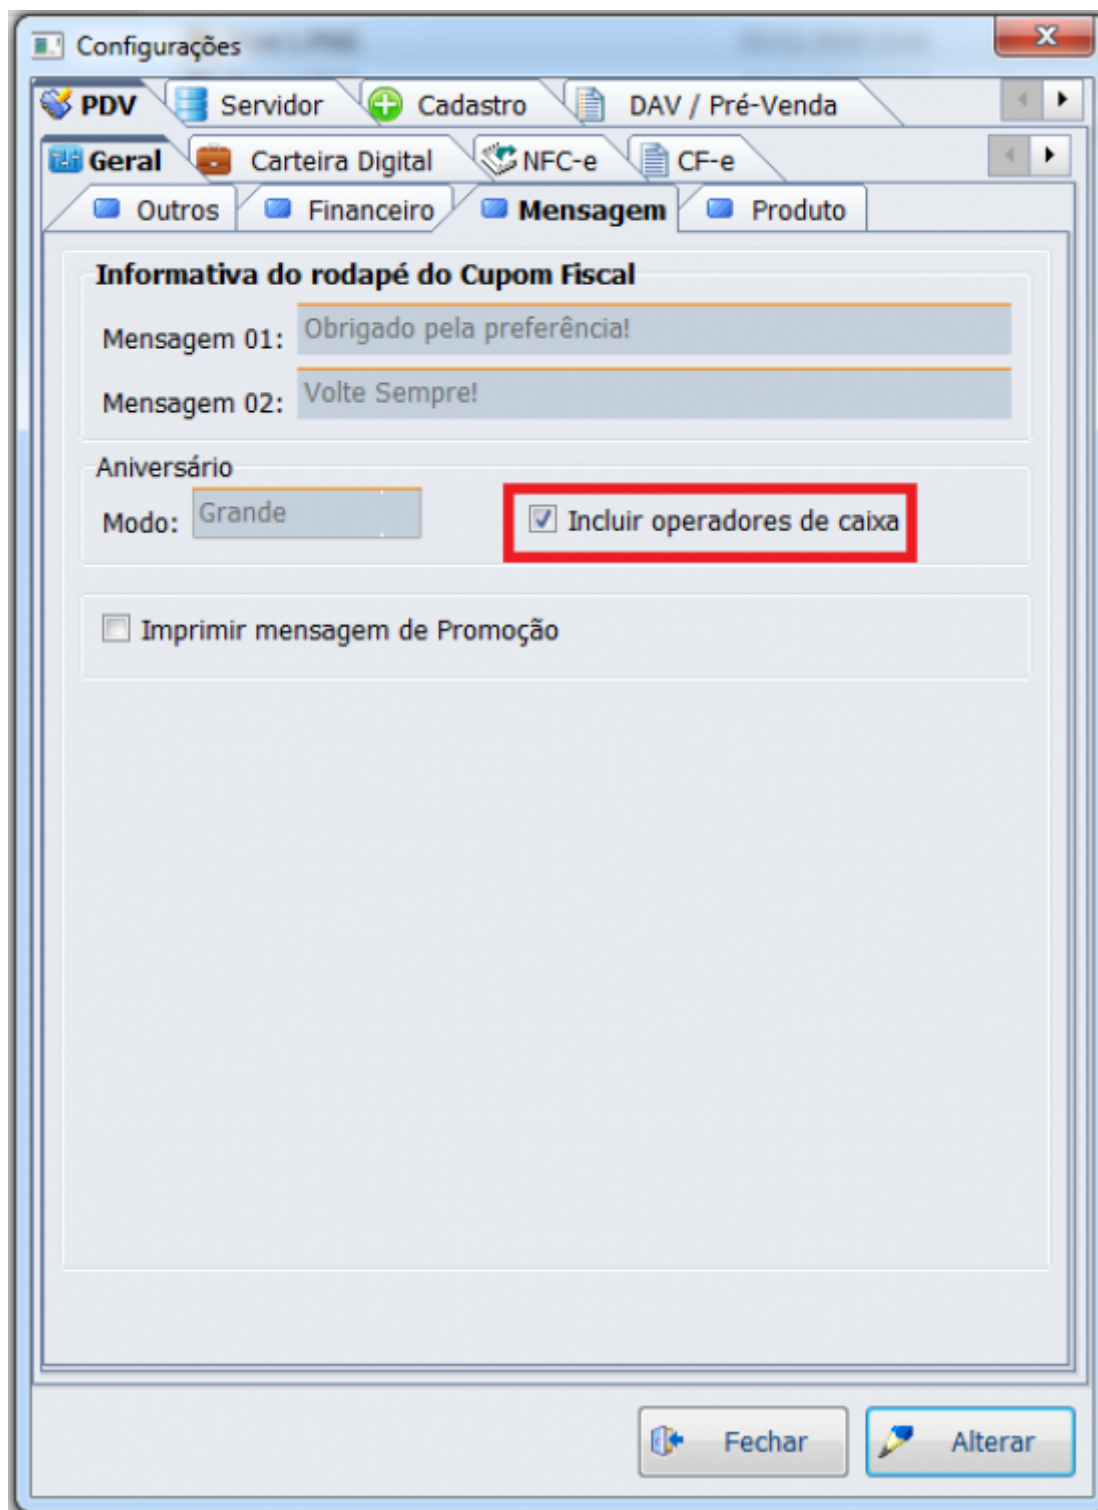 Configurações
PDV Servidor Cadastro DAV / Pré-Venda
Geral Carteira Digital NFC-e CF-e
Outros Financeiro Mensagem Produto
Informativa do rodapé do Cupom Fiscal
Mensagem 01: Obrigado pela preferência!
Mensagem 02: Volte Sempre!
Aniversário
Modo: Grande Incluir operadores de caixa
Imprimir mensagem de Promoção
Fechar Alterar